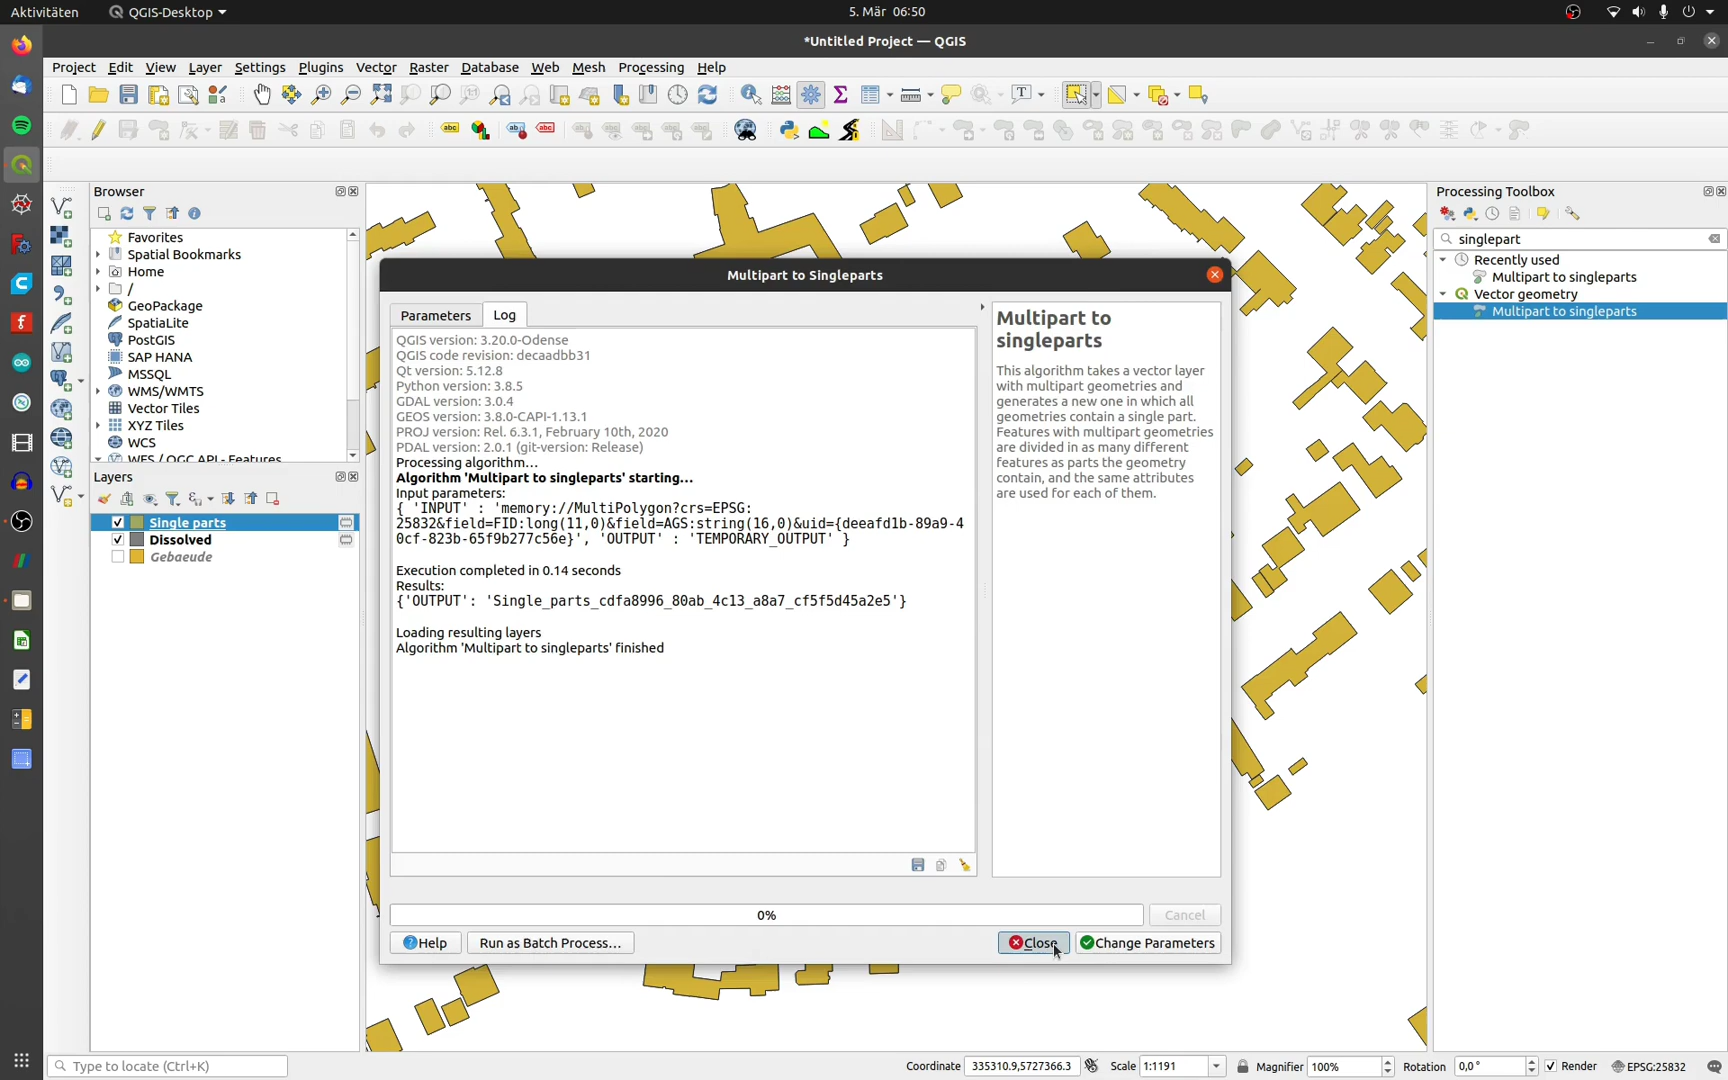 Aktivitäten
QGIS-Desktop
5. Mär 06:50
*Untitled Project — QGIS
Project Edit View Layer Settings Plugins Vector Raster Database Web Mesh Processing Help
Browser
Favorites
Spatial Bookmarks
Home
/
GeoPackage
SpatiaLite
PostGIS
SAP HANA
MSSQL
WMS/WMTS
Vector Tiles
XYZ Tiles
WCS
WFS / OGC API - Features
Layers
Single parts
Dissolved
Gebaeude
Multipart to Singleparts
Parameters Log
QGIS version: 3.20.0-Odense
QGIS code revision: decaadbb31
Qt version: 5.12.8
Python version: 3.8.5
GDAL version: 3.0.4
GEOS version: 3.8.0-CAPI-1.13.1
PROJ version: Rel. 6.3.1, February 10th, 2020
PDAL version: 2.0.1 (git-version: Release)
Processing algorithm…
Algorithm 'Multipart to singleparts' starting…
Input parameters:
{ 'INPUT' : 'memory://MultiPolygon?crs=EPSG:
25832&field=FID:long(11,0)&field=AGS:string(16,0)&uid={deeafd1b-89a9-4
0cf-823b-65f9b277c56e}', 'OUTPUT' : 'TEMPORARY_OUTPUT' }
Execution completed in 0.14 seconds
Results:
{'OUTPUT': 'Single_parts_cdfa8996_80ab_4c13_a8a7_cf5f5d45a2e5'}
Loading resulting layers
Algorithm 'Multipart to singleparts' finished
Multipart to
singleparts
This algorithm takes a vector layer
with multipart geometries and
generates a new one in which all
geometries contain a single part.
Features with multipart geometries
are divided in as many different
features as parts the geometry
contain, and the same attributes
are used for each of them.
0%
Cancel
Help
Run as Batch Process…
Close
Change Parameters
Processing Toolbox
singlepart
Recently used
Multipart to singleparts
Vector geometry
Multipart to singleparts
Type to locate (Ctrl+K)
Coordinate 335310.9,5727366.3 Scale 1:1191 Magnifier 100% Rotation 0,0 ° Render EPSG:25832